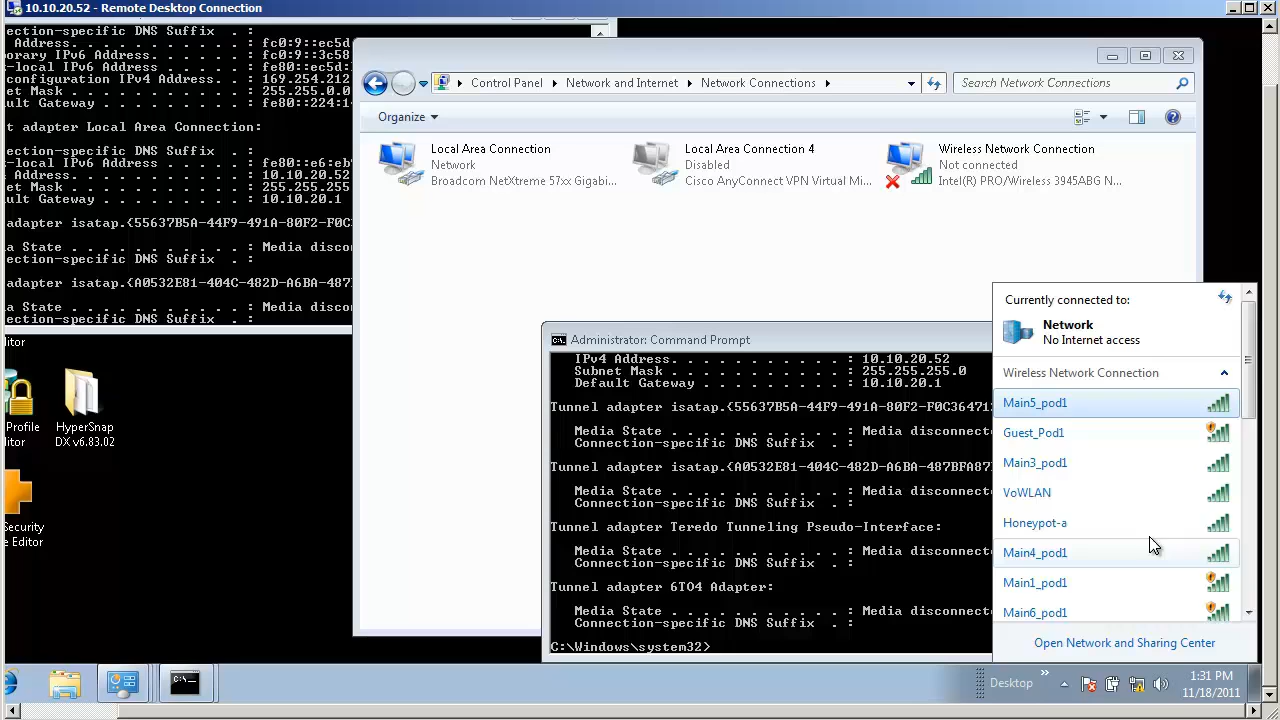 10.10.20.52 - Remote Desktop Connection
ection-specific DNS Suffix . :
Address. . . . . . . . . . . : fc0:9::ec5d
porary IPv6 Address. . . . . . : fc0:9::3c58
-local IPv6 Address . . . . . : fe80::ec5d:
configuration IPv4 Address. . : 169.254.212
et Mask . . . . . . . . . . . : 255.255.0.0
ult Gateway . . . . . . . . . : fe80::224:1
t adapter Local Area Connection:
ection-specific DNS Suffix . :
-local IPv6 Address . . . . . : fe80::e6:eb
Address. . . . . . . . . . . : 10.10.20.52
et Mask . . . . . . . . . . . : 255.255.255
ult Gateway . . . . . . . . . : 10.10.20.1
adapter isatap.{55637B5A-44F9-491A-80F2-F0C
a State . . . . . . . . . . . : Media discon
ection-specific DNS Suffix . :
adapter isatap.{A0532E81-404C-482D-A6BA-487
a State . . . . . . . . . . . : Media discon
ection-specific DNS Suffix . :
Control Panel
Network and Internet
Network Connections
Search Network Connections
Organize
Local Area Connection
Network
Broadcom NetXtreme 57xx Gigabi...
Local Area Connection 4
Disabled
Cisco AnyConnect VPN Virtual Mi...
Wireless Network Connection
Not connected
Intel(R) PRO/Wireless 3945ABG N...
itor
Profile
itor
HyperSnap
DX v6.83.02
Security
e Editor
Administrator: Command Prompt
IPv4 Address. . . . . . . . . . . : 10.10.20.52
Subnet Mask . . . . . . . . . . . : 255.255.255.0
Default Gateway . . . . . . . . . : 10.10.20.1
Tunnel adapter isatap.{55637B5A-44F9-491A-80F2-F0C364712
Media State . . . . . . . . . . . : Media disconnect
Connection-specific DNS Suffix . :
Tunnel adapter isatap.{A0532E81-404C-482D-A6BA-487BFA87
Media State . . . . . . . . . . . : Media disconnect
Connection-specific DNS Suffix . :
Tunnel adapter Teredo Tunneling Pseudo-Interface:
Media State . . . . . . . . . . . : Media disconnect
Connection-specific DNS Suffix . :
Tunnel adapter 6TO4 Adapter:
Media State . . . . . . . . . . . : Media disconnect
Connection-specific DNS Suffix . :
C:\Windows\system32>
Currently connected to:
Network
No Internet access
Wireless Network Connection
Main5_pod1
Guest_Pod1
Main3_pod1
VoWLAN
Honeypot-a
Main4_pod1
Main1_pod1
Main6_pod1
Open Network and Sharing Center
Desktop
1:31 PM
11/18/2011